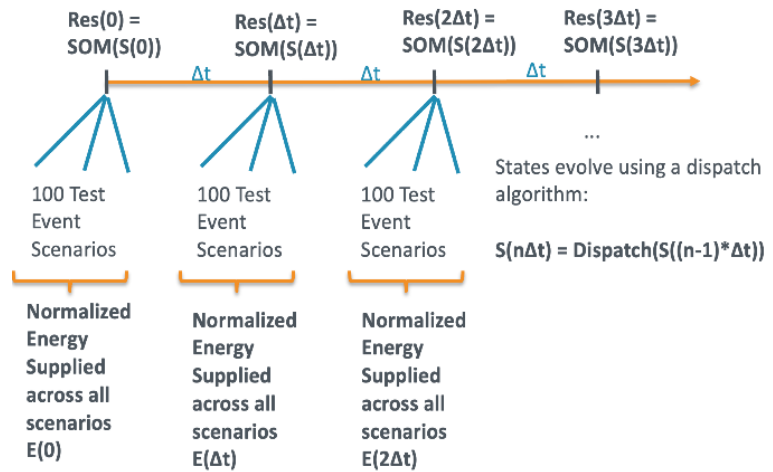 Res(0) =
SOM(S(0))
Res(Δt) =
SOM(S(Δt))
Res(2Δt) =
SOM(S(2Δt))
Res(3Δt) =
SOM(S(3Δt))
Δt
Δt
Δt
100 Test
Event
Scenarios
100 Test
Event
Scenarios
100 Test
Event
Scenarios
...
States evolve using a dispatch
algorithm:
S(nΔt) = Dispatch(S((n-1)*Δt))
Normalized
Energy
Supplied
across all
scenarios
E(0)
Normalized
Energy
Supplied
across all
scenarios
E(Δt)
Normalized
Energy
Supplied
across all
scenarios
E(2Δt)